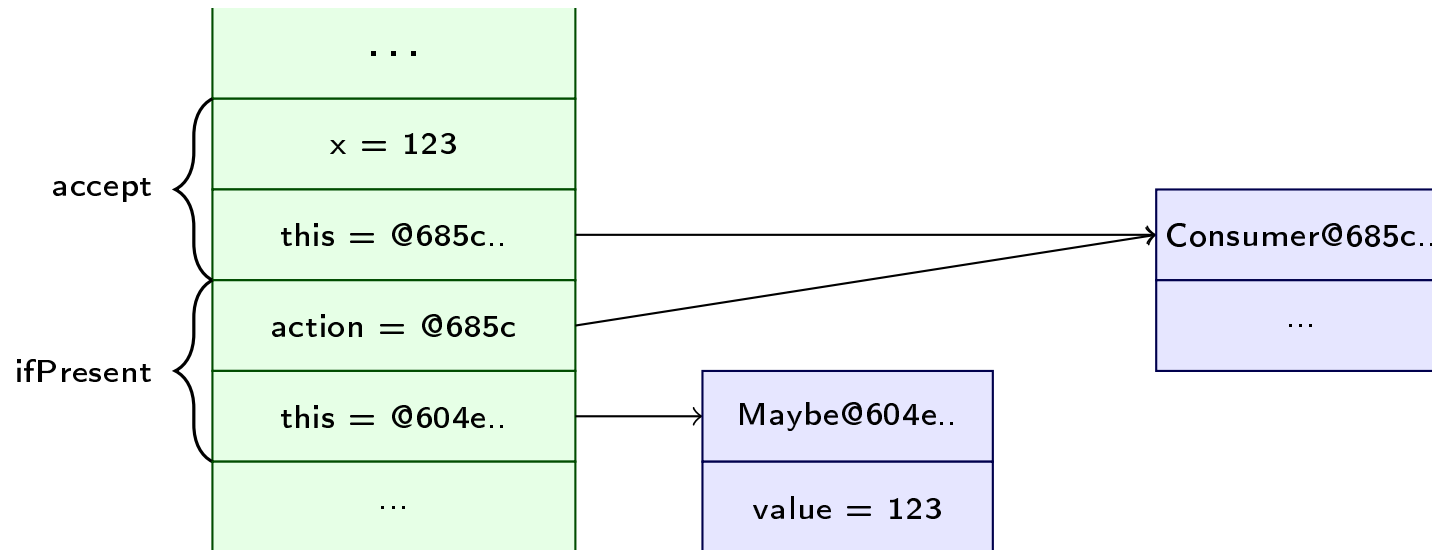 ...
x = 123
accept
this = @685c..
Consumer@685c..
action = @685c
...
ifPresent
this = @604e..
Maybe@604e..
...
value = 123